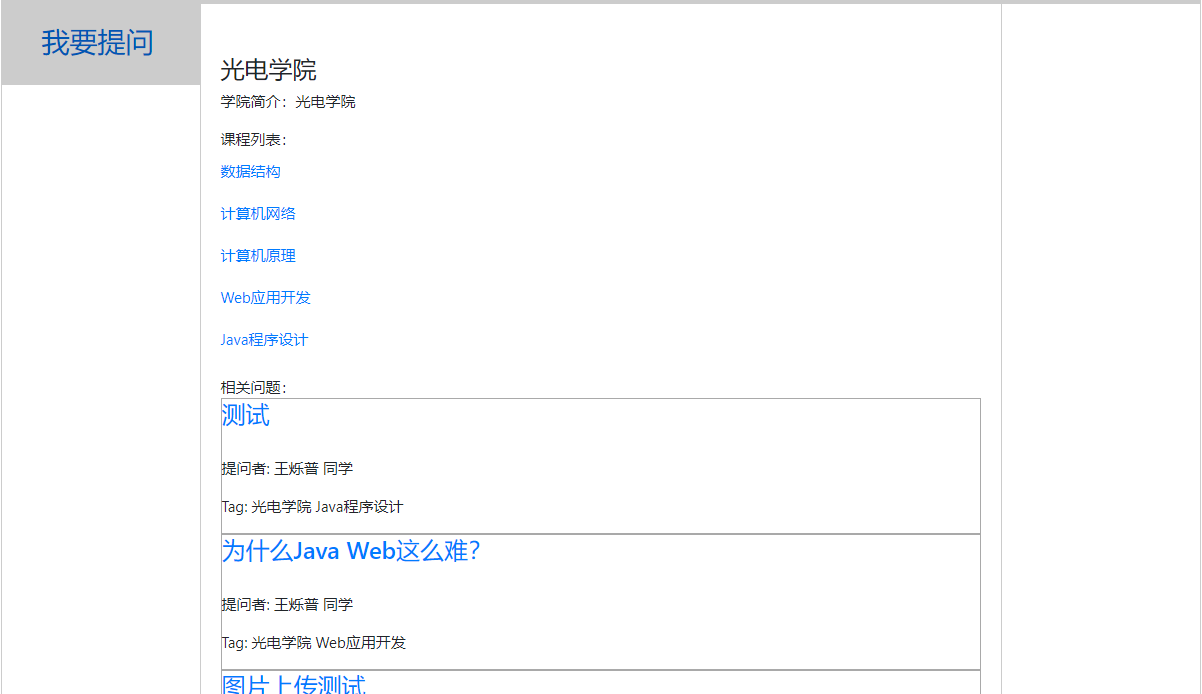 我要提问
光电学院
学院简介：光电学院
课程列表：
数据结构
计算机网络
计算机原理
Web应用开发
Java程序设计
相关问题：
测试
提问者: 王烁普 同学
Tag: 光电学院 Java程序设计
为什么Java Web这么难？
提问者: 王烁普 同学
Tag: 光电学院 Web应用开发
图片上传测试